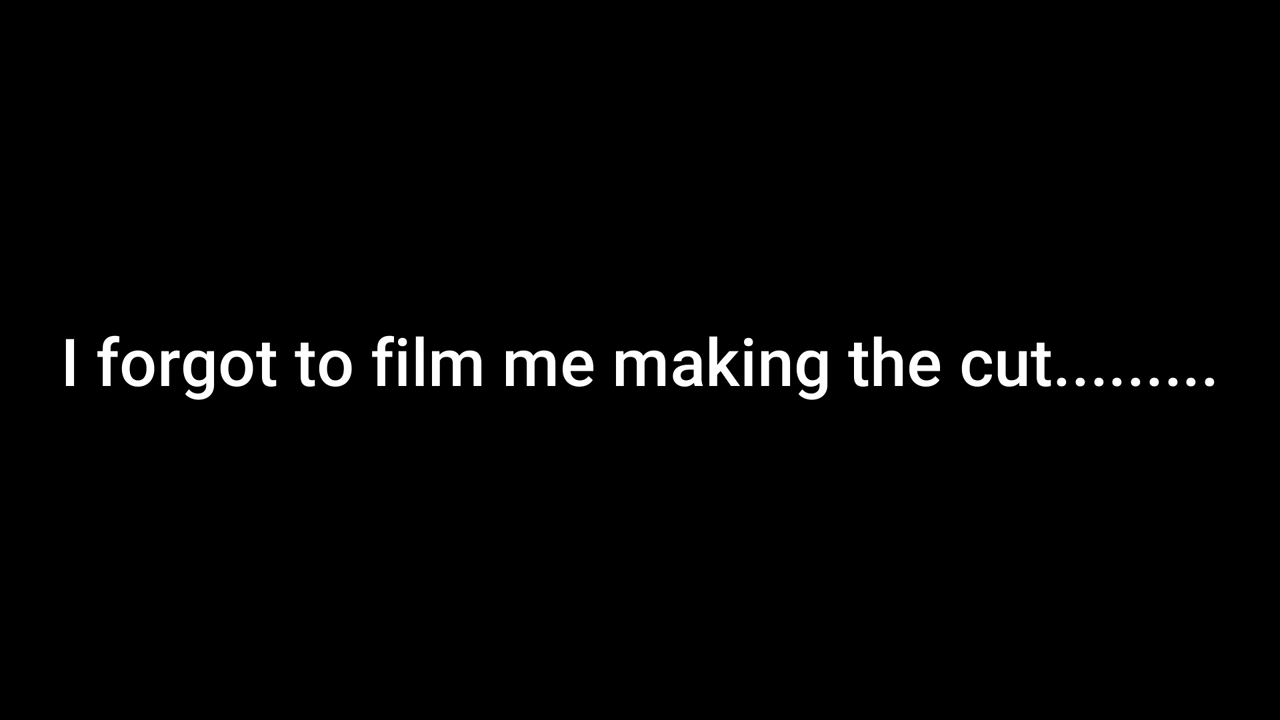 I forgot to film me making the cut.........